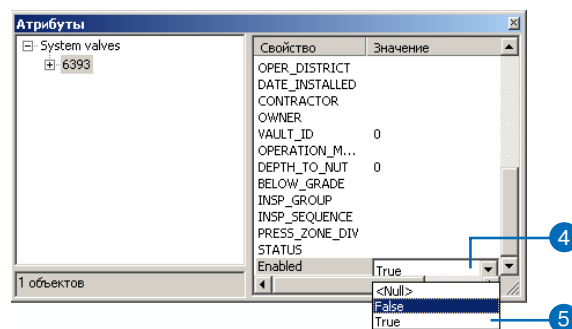 Атрибуты
System valves
6393
Свойство Значение
OPER_DISTRICT
DATE_INSTALLED
CONTRACTOR
OWNER
VAULT_ID 0
OPERATION_M...
DEPTH_TO_NUT 0
BELOW_GRADE
INSP_GROUP
INSP_SEQUENCE
PRESS_ZONE_DIV
STATUS
Enabled True
4
1 объектов
<Null>
False
True
5